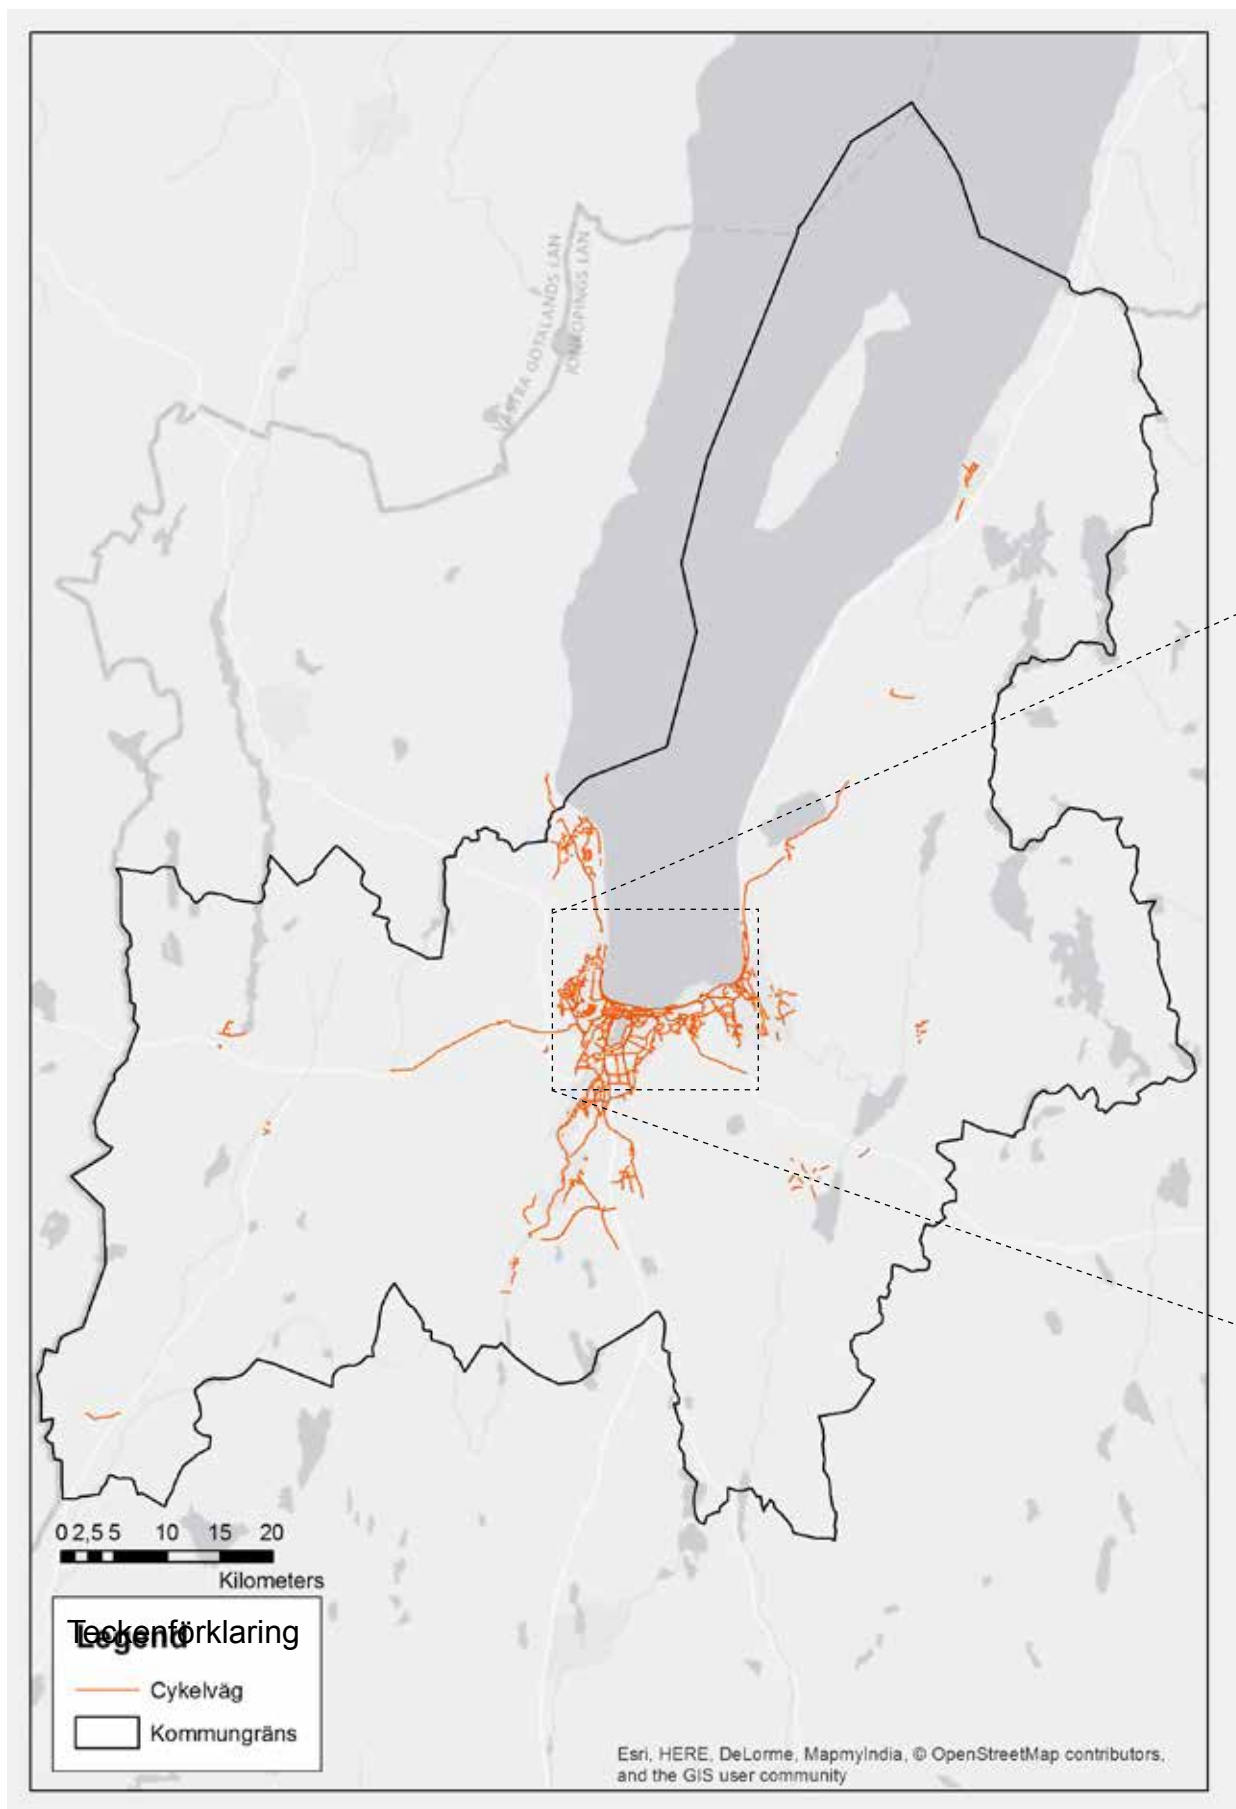 VÄSTRA GÖTALANDS LÄN
JÖNKÖPINGS LÄN
0 2,5 5 10 15 20
Kilometers
Legend
Teckenförklaring
Cykelväg
Kommungräns
Esri, HERE, DeLorme, MapmyIndia, © OpenStreetMap contributors,
and the GIS user community